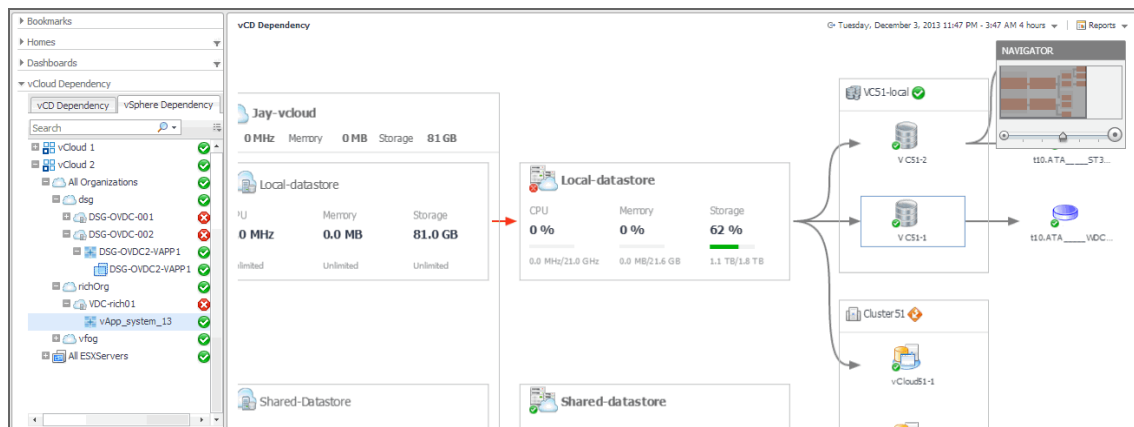 Bookmarks
Homes
Dashboards
vCloud Dependency
vCD Dependency vSphere Dependency
Search
vCloud 1
vCloud 2
All Organizations
dsg
DSG-OVDC-001
DSG-OVDC-002
DSG-OVDC2-VAPP1
DSG-OVDC2-VAPP1
richOrg
VDC-rich01
vApp_system_13
vfog
All ESXServers
vCD Dependency
Tuesday, December 3, 2013 11:47 PM - 3:47 AM 4 hours Reports
NAVIGATOR
Jay-vcloud
0 MHz Memory 0 MB Storage 81 GB
Local-datastore
PU Memory Storage
.0 MHz 0.0 MB 81.0 GB
limited Unlimited Unlimited
Shared-Datastore
Local-datastore
CPU Memory Storage
0 % 0 % 62 %
0.0 MHz/21.0 GHz 0.0 MB/21.6 GB 1.1 TB/1.8 TB
Shared-datastore
VC51-local
VC51-2
VC51-1
Cluster51
vCloud51-1
t10.ATA____ST3...
t10.ATA____WDC...